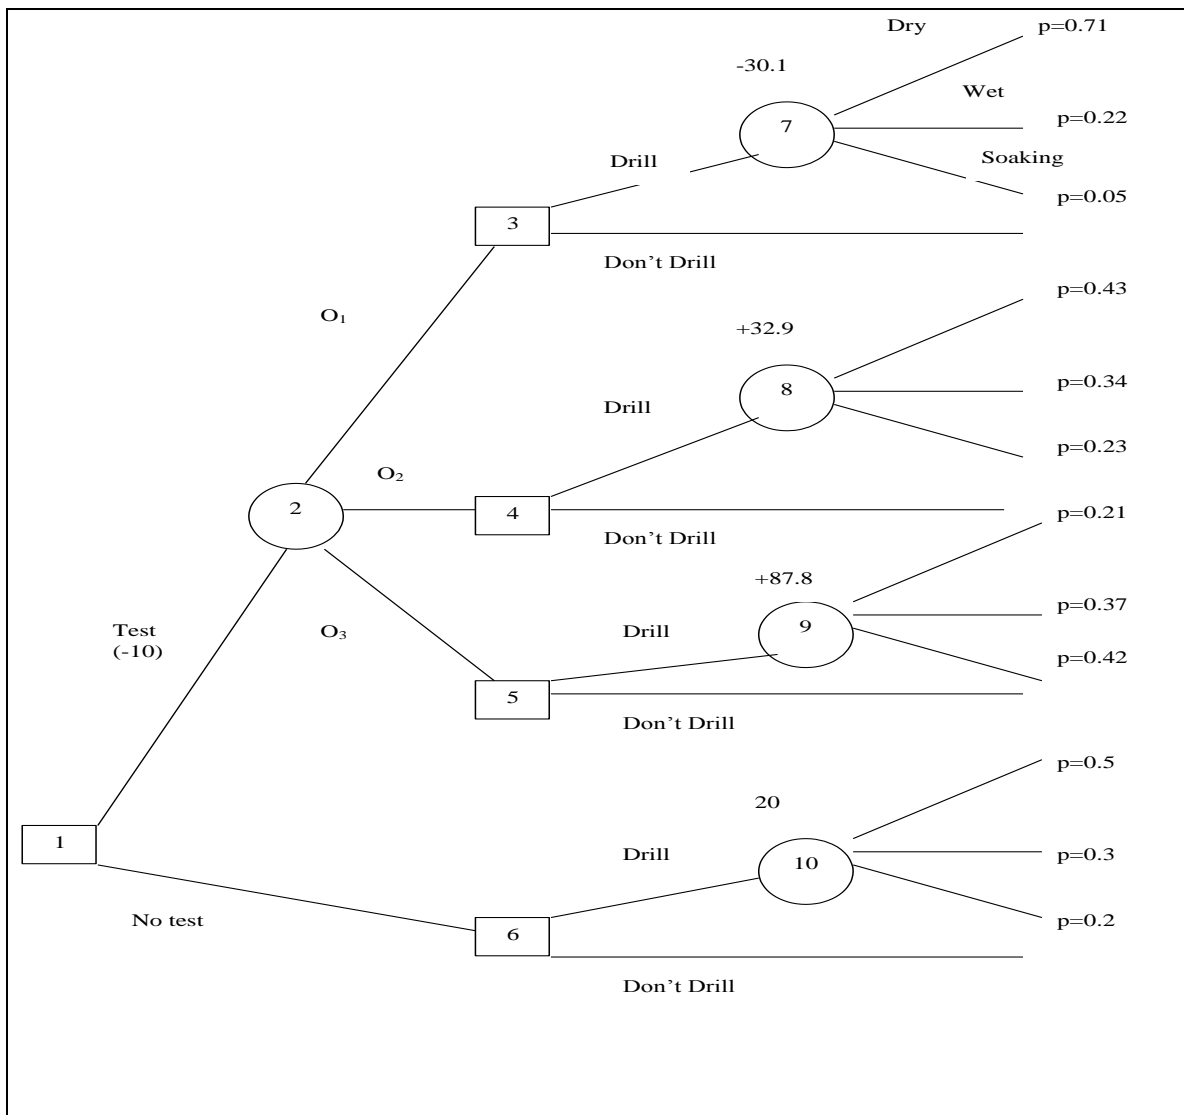 Dry
p=0.71
-30.1
Wet
7
p=0.22
Drill
Soaking
p=0.05
3
Don't Drill
p=0.43
O₁
+32.9
p=0.34
8
Drill
p=0.23
O₂
2
4
p=0.21
Don't Drill
+87.8
p=0.37
Test
(-10)
O₃
Drill
9
p=0.42
5
Don't Drill
p=0.5
20
1
Drill
10
p=0.3
No test
6
p=0.2
Don't Drill